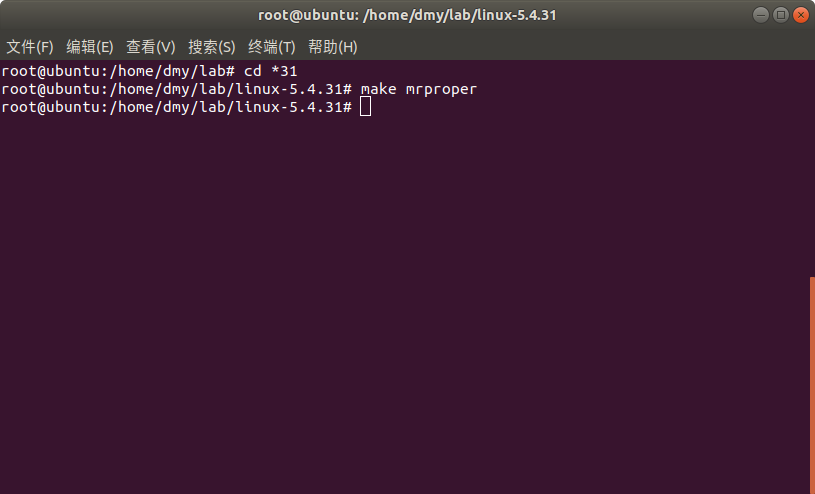 root@ubuntu: /home/dmy/lab/linux-5.4.31
文件(F) 编辑(E) 查看(V) 搜索(S) 终端(T) 帮助(H)
root@ubuntu:/home/dmy/lab# cd *31
root@ubuntu:/home/dmy/lab/linux-5.4.31# make mrproper
root@ubuntu:/home/dmy/lab/linux-5.4.31#